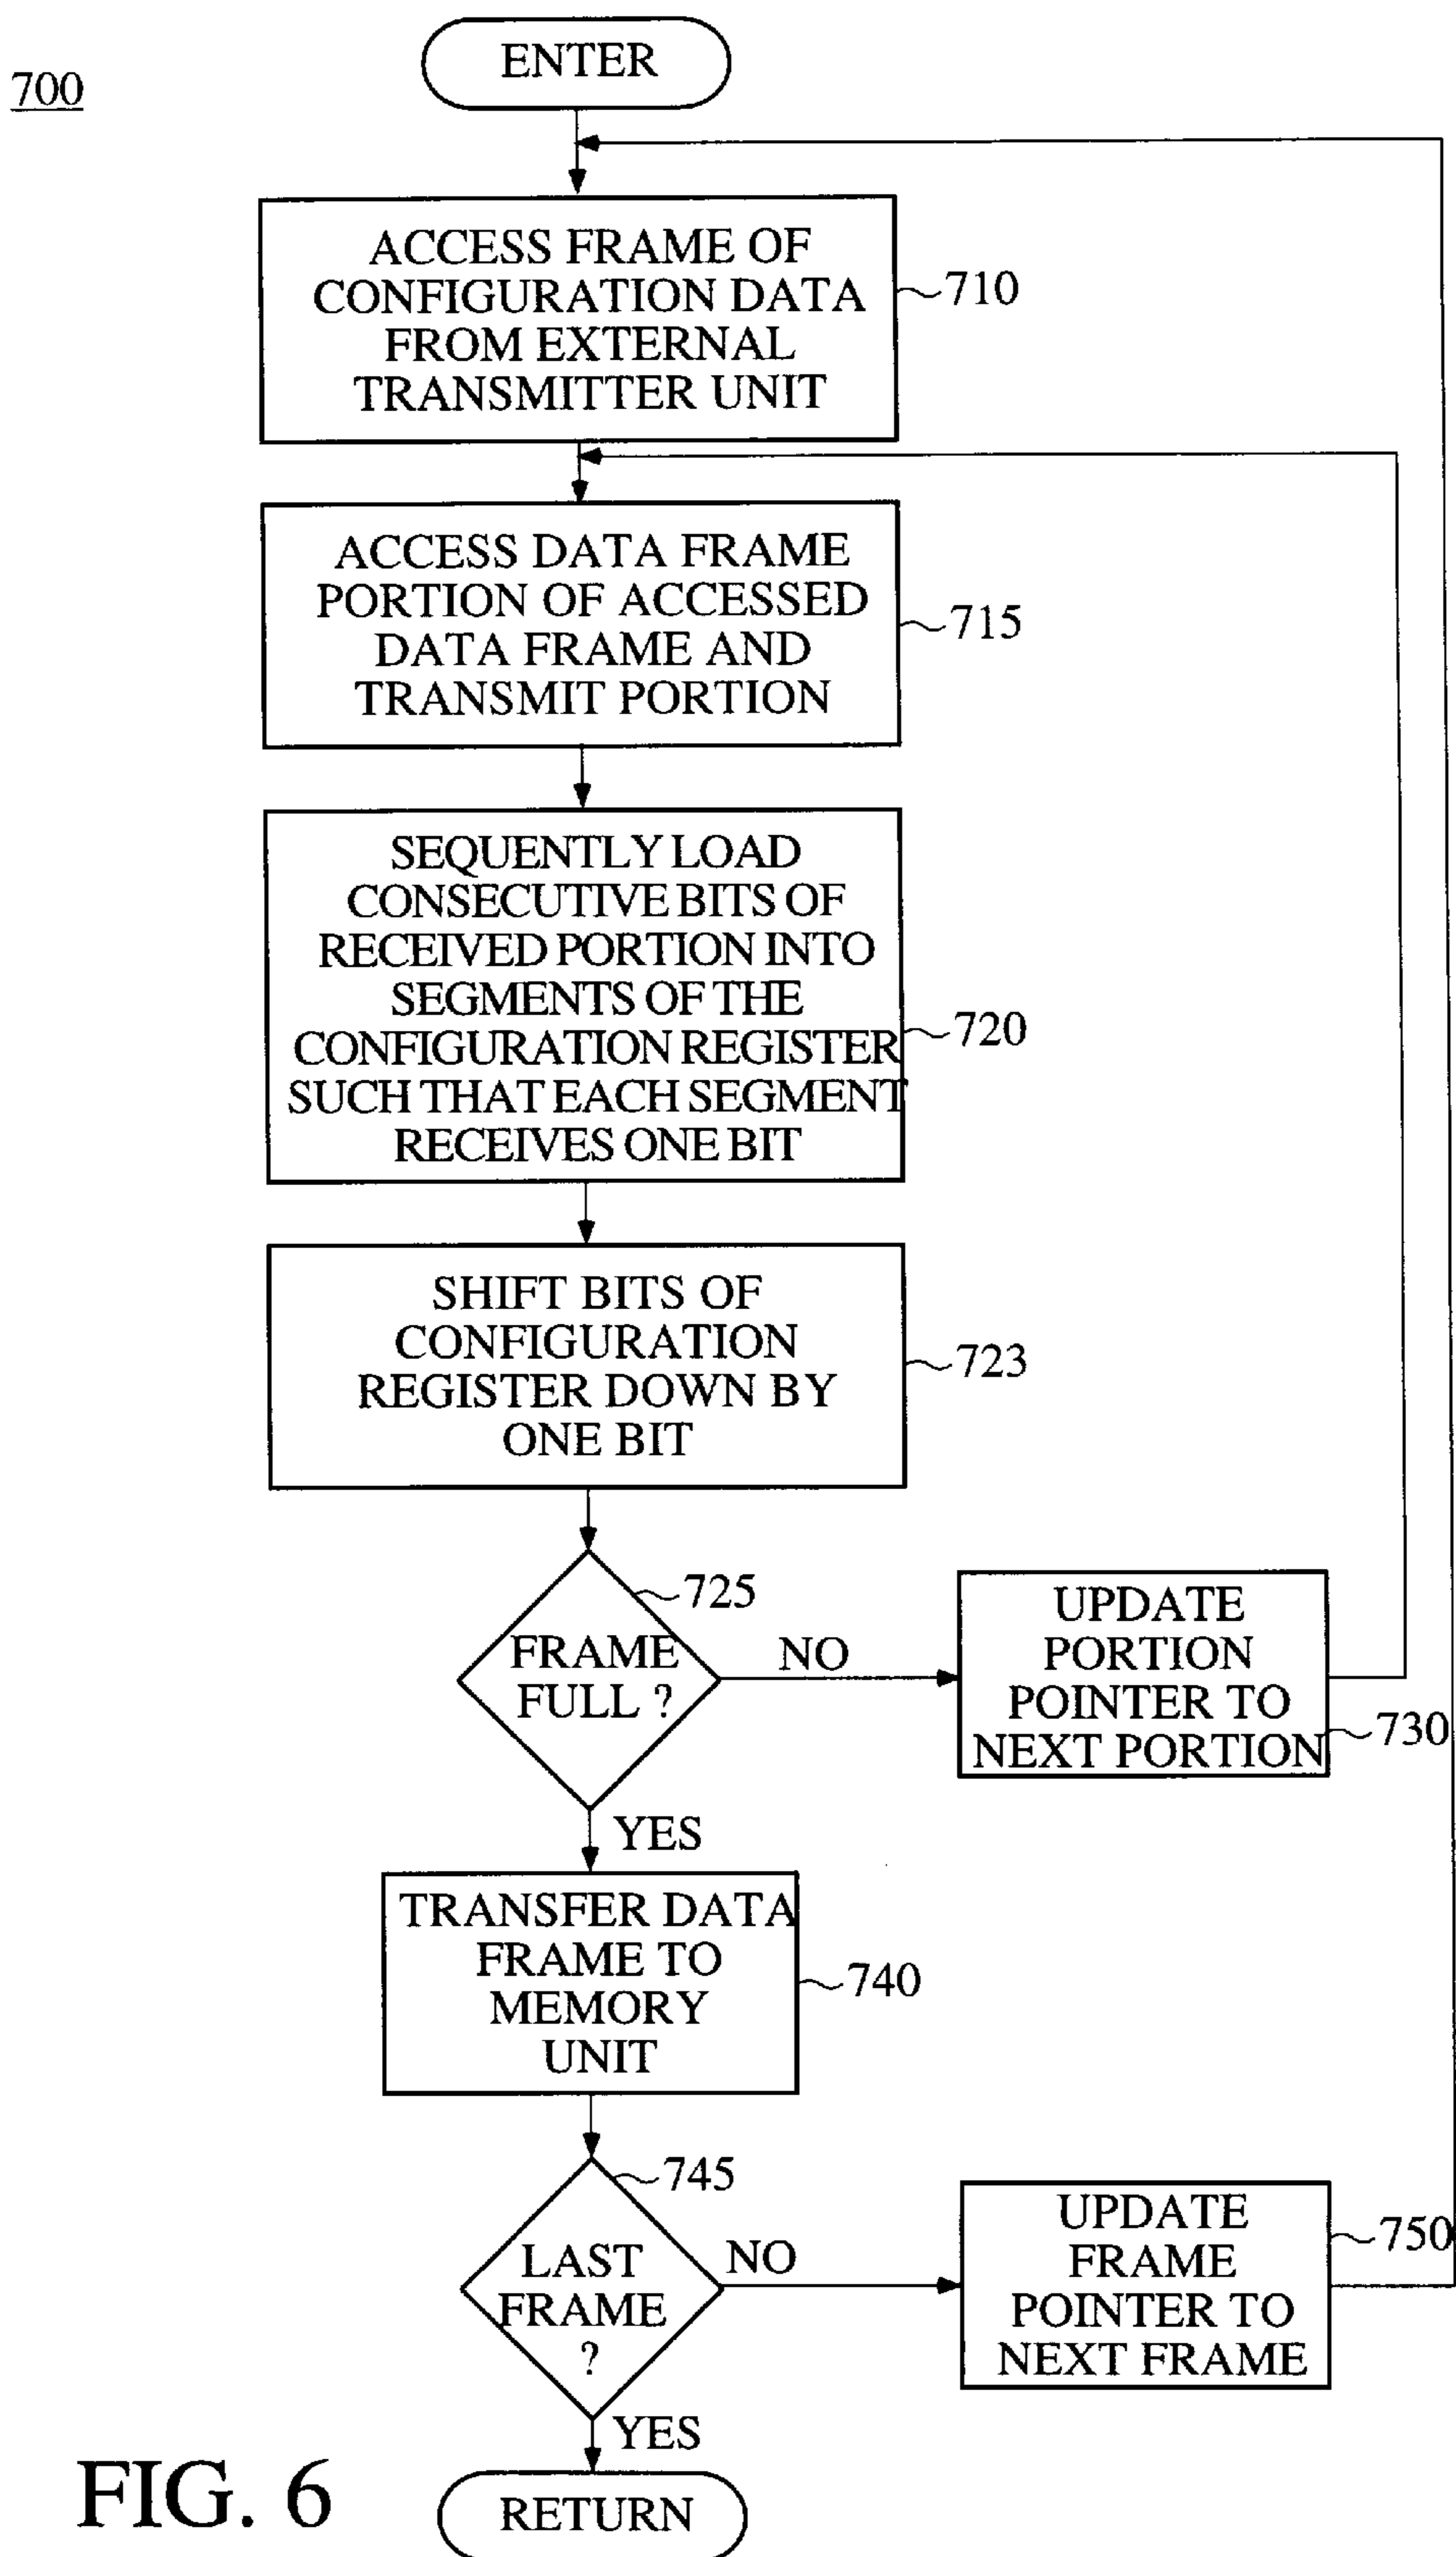 700
ENTER
ACCESS FRAME OF
CONFIGURATION DATA
FROM EXTERNAL
TRANSMITTER UNIT
710
ACCESS DATA FRAME
PORTION OF ACCESSED
DATA FRAME AND
TRANSMIT PORTION
715
SEQUENTLY LOAD
CONSECUTIVE BITS OF
RECEIVED PORTION INTO
SEGMENTS OF THE
CONFIGURATION REGISTER
SUCH THAT EACH SEGMENT
RECEIVES ONE BIT
720
SHIFT BITS OF
CONFIGURATION
REGISTER DOWN BY
ONE BIT
723
725
FRAME
FULL ?
NO
UPDATE
PORTION
POINTER TO
NEXT PORTION
730
YES
TRANSFER DATA
FRAME TO
MEMORY
UNIT
740
745
LAST
FRAME
?
NO
UPDATE
FRAME
POINTER TO
NEXT FRAME
750
YES
RETURN
FIG. 6